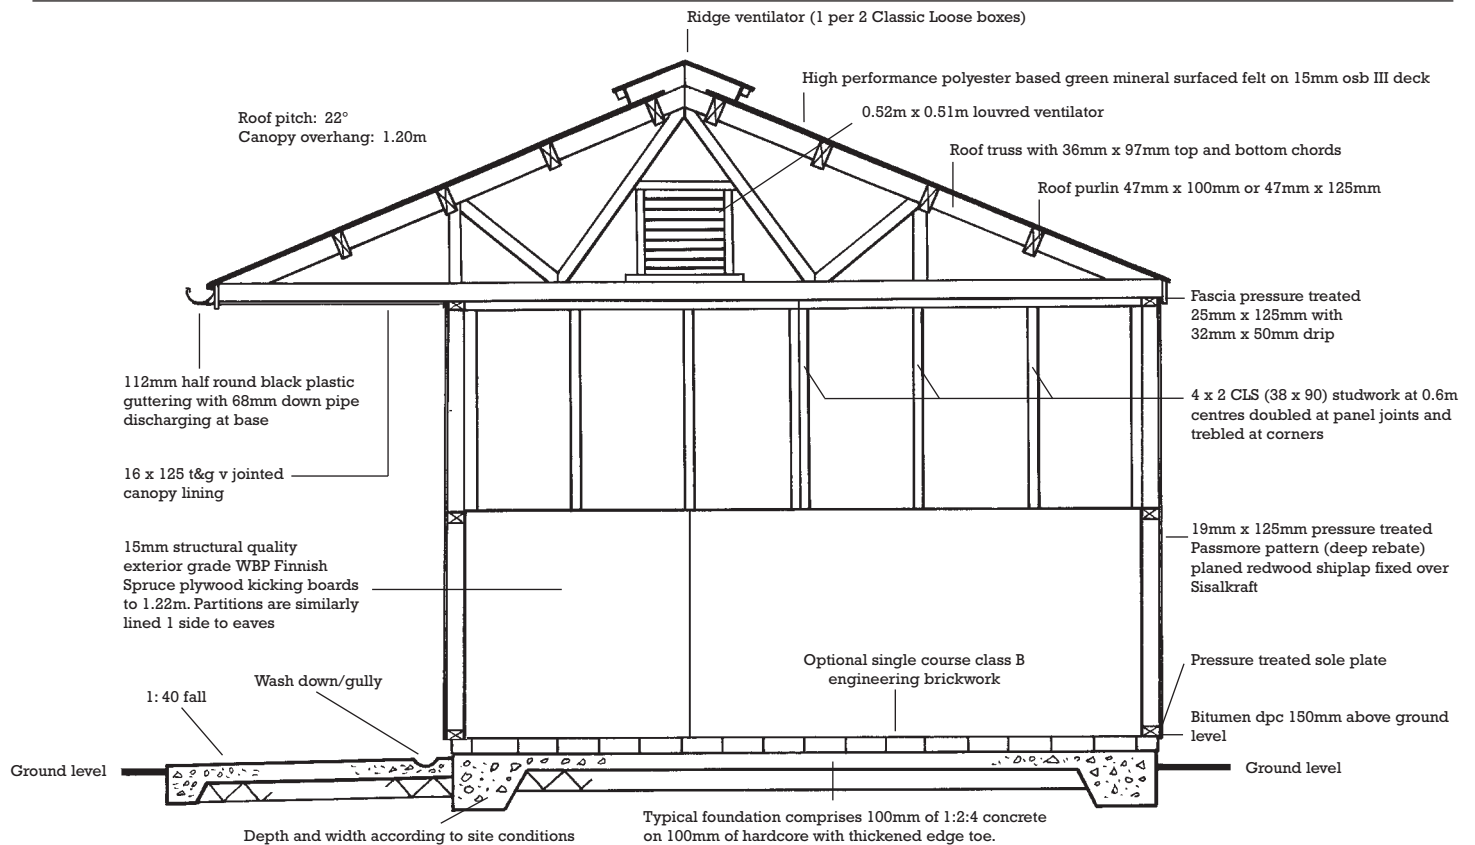 Ridge ventilator (1 per 2 Classic Loose boxes)
High performance polyester based green mineral surfaced felt on 15mm osb III deck
Roof pitch: 22°
Canopy overhang: 1.20m
0.52m x 0.51m louvred ventilator
Roof truss with 36mm x 97mm top and bottom chords
Roof purlin 47mm x 100mm or 47mm x 125mm
Fascia pressure treated
25mm x 125mm with
32mm x 50mm drip
112mm half round black plastic
guttering with 68mm down pipe
discharging at base
4 x 2 CLS (38 x 90) studwork at 0.6m
centres doubled at panel joints and
trebled at corners
16 x 125 t&g v jointed
canopy lining
19mm x 125mm pressure treated
Passmore pattern (deep rebate)
planed redwood shiplap fixed over
Sisalkraft
15mm structural quality
exterior grade WBP Finnish
Spruce plywood kicking boards
to 1.22m. Partitions are similarly
lined 1 side to eaves
Optional single course class B
engineering brickwork
Pressure treated sole plate
Wash down/gully
1: 40 fall
Bitumen dpc 150mm above ground
level
Ground level
Ground level
Typical foundation comprises 100mm of 1:2:4 concrete
on 100mm of hardcore with thickened edge toe.
Depth and width according to site conditions